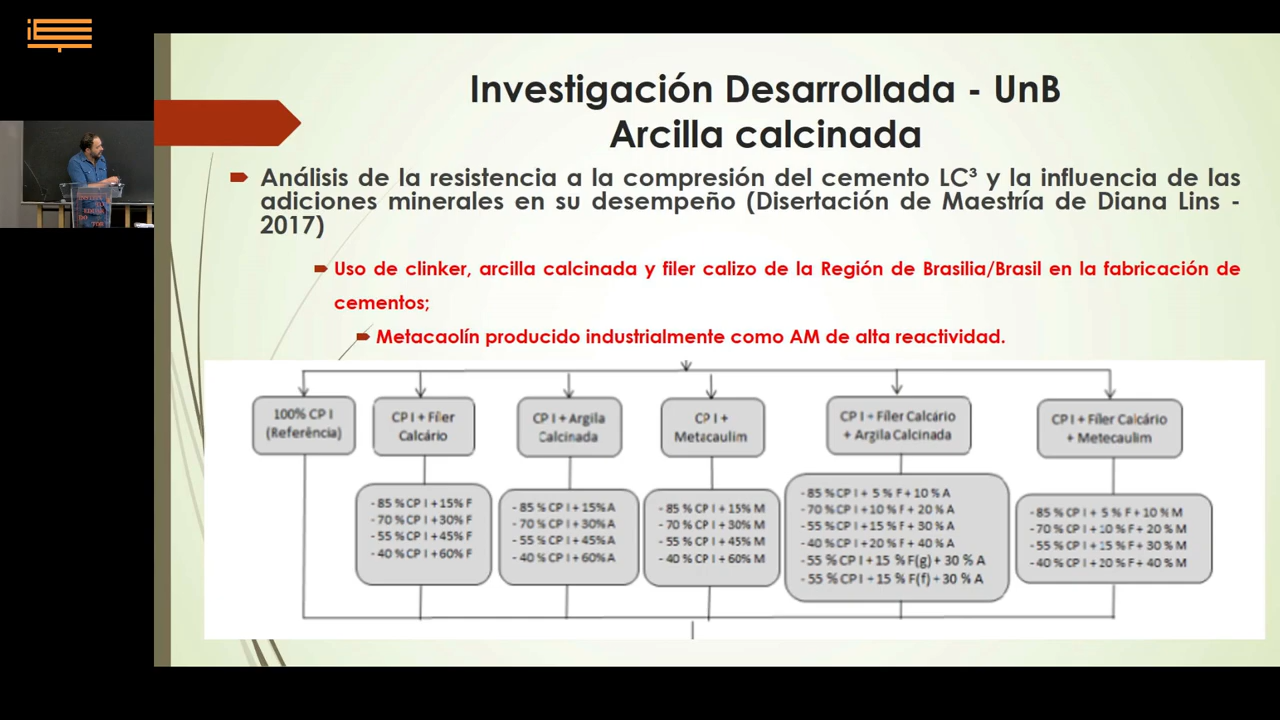 Investigación Desarrollada - UnB
Arcilla calcinada
Análisis de la resistencia a la compresión del cemento LC³ y la influencia de las
adiciones minerales en su desempeño (Disertación de Maestría de Diana Lins -
2017)
Uso de clinker, arcilla calcinada y filer calizo de la Región de Brasilia/Brasil en la fabricación de
cementos;
Metacaolín producido industrialmente como AM de alta reactividad.
100% CP I
(Referência)
CP I + Fíler
Calcário
CP I + Argila
Calcinada
CP I +
Metacaulim
CP I + Fíler Calcário
+ Argila Calcinada
CP I + Fíler Calcário
+ Metecaulim
- 85 % CP I + 15% F
- 70 % CP I + 30% F
- 55 % CP I + 45% F
- 40 % CP I + 60% F
- 85 % CP I + 15% A
- 70 % CP I + 30% A
- 55 % CP I + 45% A
- 40 % CP I + 60% A
- 85 % CP I + 15% M
- 70 % CP I + 30% M
- 55 % CP I + 45% M
- 40 % CP I + 60% M
- 85 % CP I + 5 % F + 10 % A
- 70 % CP I + 10 % F + 20 % A
- 55 % CP I + 15 % F + 30 % A
- 40 % CP I + 20 % F + 40 % A
- 55 % CP I + 15 % F(g) + 30 % A
- 55 % CP I + 15 % F(f) + 30 % A
- 85 % CP I + 5 % F + 10 % M
- 70 % CP I + 10 % F + 20 % M
- 55 % CP I + 15 % F + 30 % M
- 40 % CP I + 20 % F + 40 % M